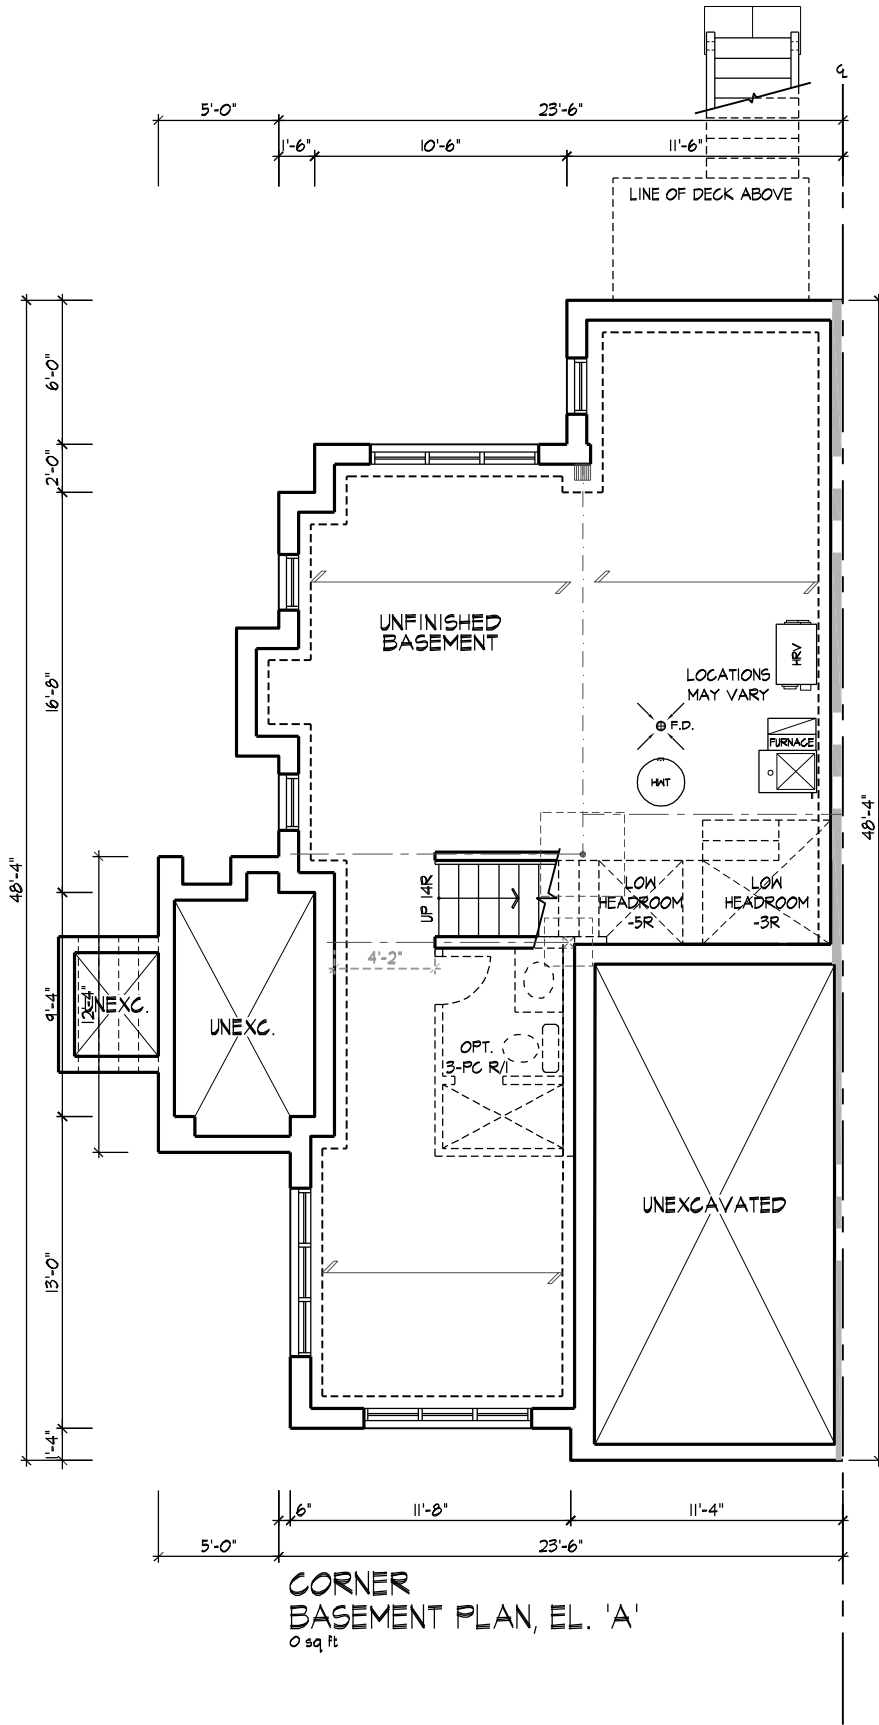 ℄
5'-0"
23'-6"
1'-6"
10'-6"
11'-6"
LINE OF DECK ABOVE
6'-0"
2'-0"
16'-8"
UNFINISHED
BASEMENT
HRV
LOCATIONS
MAY VARY
F.D.
FURNACE
HWT
48'-4"
48'-4"
UP 14R
LOW
HEADROOM
-5R
LOW
HEADROOM
-3R
4'-2"
9'-4"
12'-4"
UNEXC.
UNEXC.
OPT.
3-PC R/I
UNEXCAVATED
13'-0"
1'-4"
6"
11'-8"
11'-4"
5'-0"
23'-6"
CORNER
BASEMENT PLAN, EL. 'A'
0 sq ft